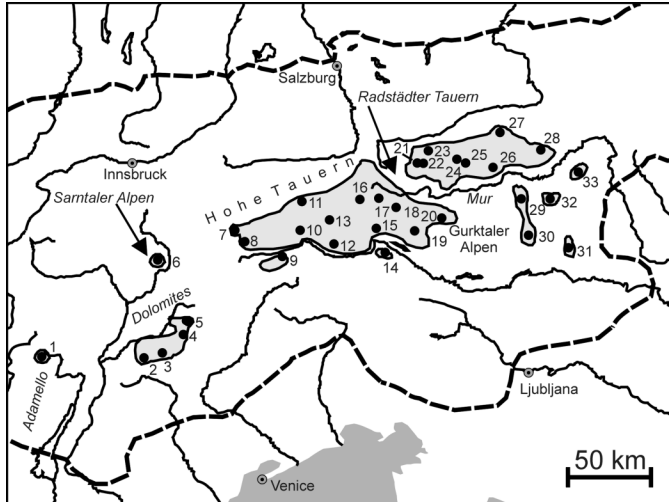 Salzburg
Radstädter Tauern
27
28
21
23
22
24
25
26
33
Innsbruck
Hohe Tauern
Mur
Sarntaler Alpen
11
16
17
18
20
29
32
7
8
10
13
12
15
19
Gurktaler Alpen
30
31
6
9
14
Dolomites
5
4
1
2
3
Adamello
Ljubljana
Venice
50 km